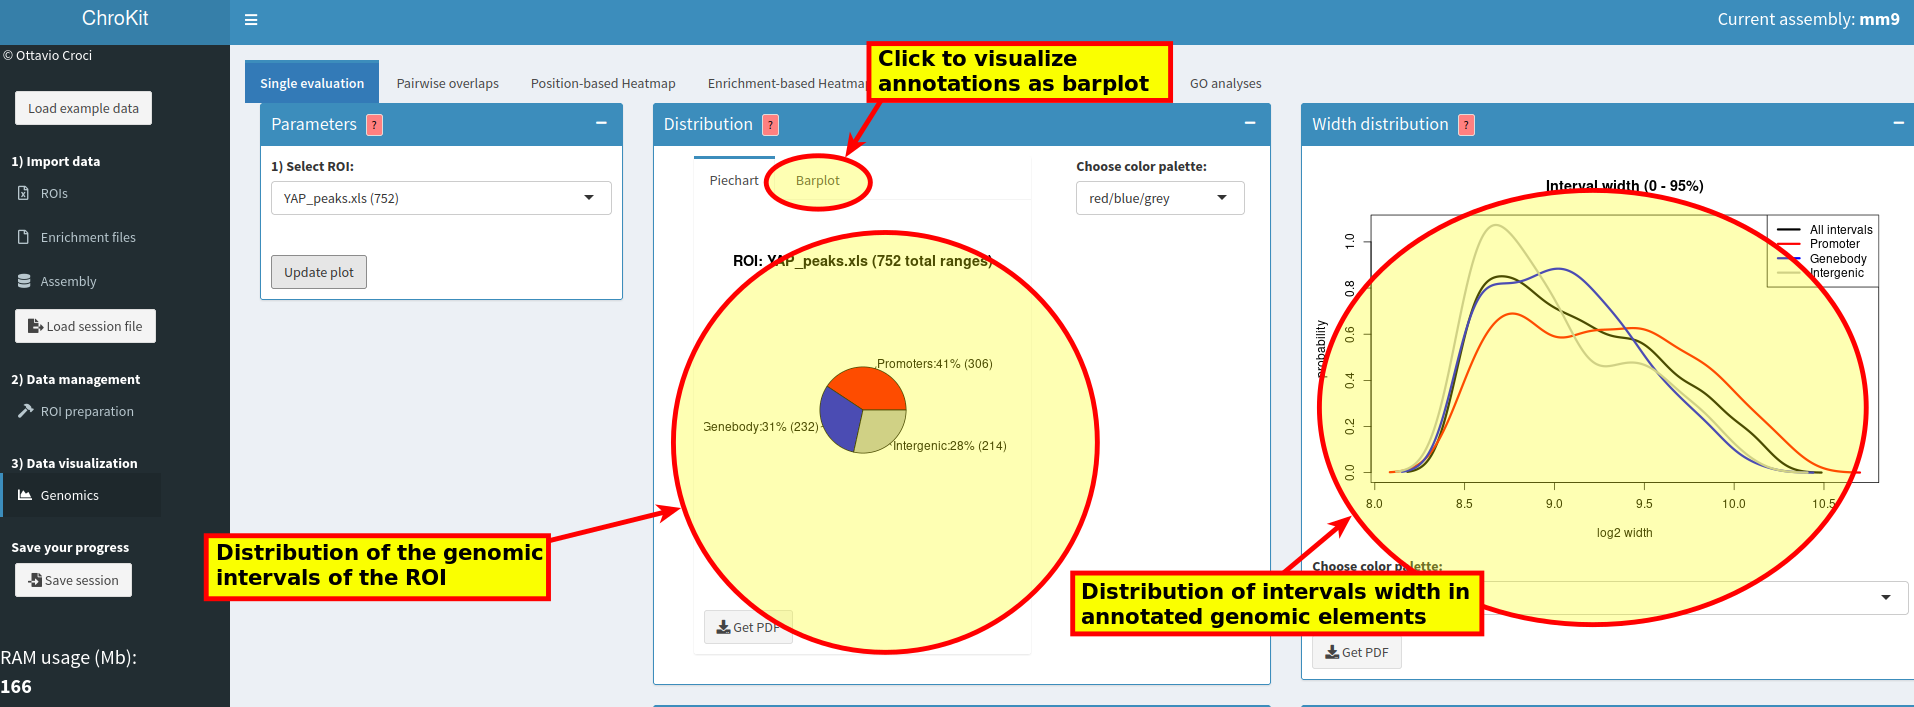 ChroKit
Current assembly: mm9
© Ottavio Croci
Load example data
1) Import data
ROIs
Enrichment files
Assembly
Load session file
2) Data management
ROI preparation
3) Data visualization
Genomics
Save your progress
Save session
RAM usage (Mb):
166
Single evaluation
Pairwise overlaps
Position-based Heatmap
Enrichment-based Heatmap
GO analyses
Click to visualize
annotations as barplot
Parameters ?
1) Select ROI:
YAP_peaks.xls (752)
Update plot
Distribution ?
Piechart
Barplot
Choose color palette:
red/blue/grey
ROI: YAP_peaks.xls (752 total ranges)
Promoters:41% (306)
Genebody:31% (232)
Intergenic:28% (214)
Get PDF
Distribution of the genomic
intervals of the ROI
Width distribution ?
Interval width (0 - 95%)
All intervals
Promoter
Genebody
Intergenic
probability
1.0
0.8
0.6
0.4
0.2
0.0
8.0 8.5 9.0 9.5 10.0 10.5
log2 width
Choose color palette:
Distribution of intervals width in
annotated genomic elements
Get PDF